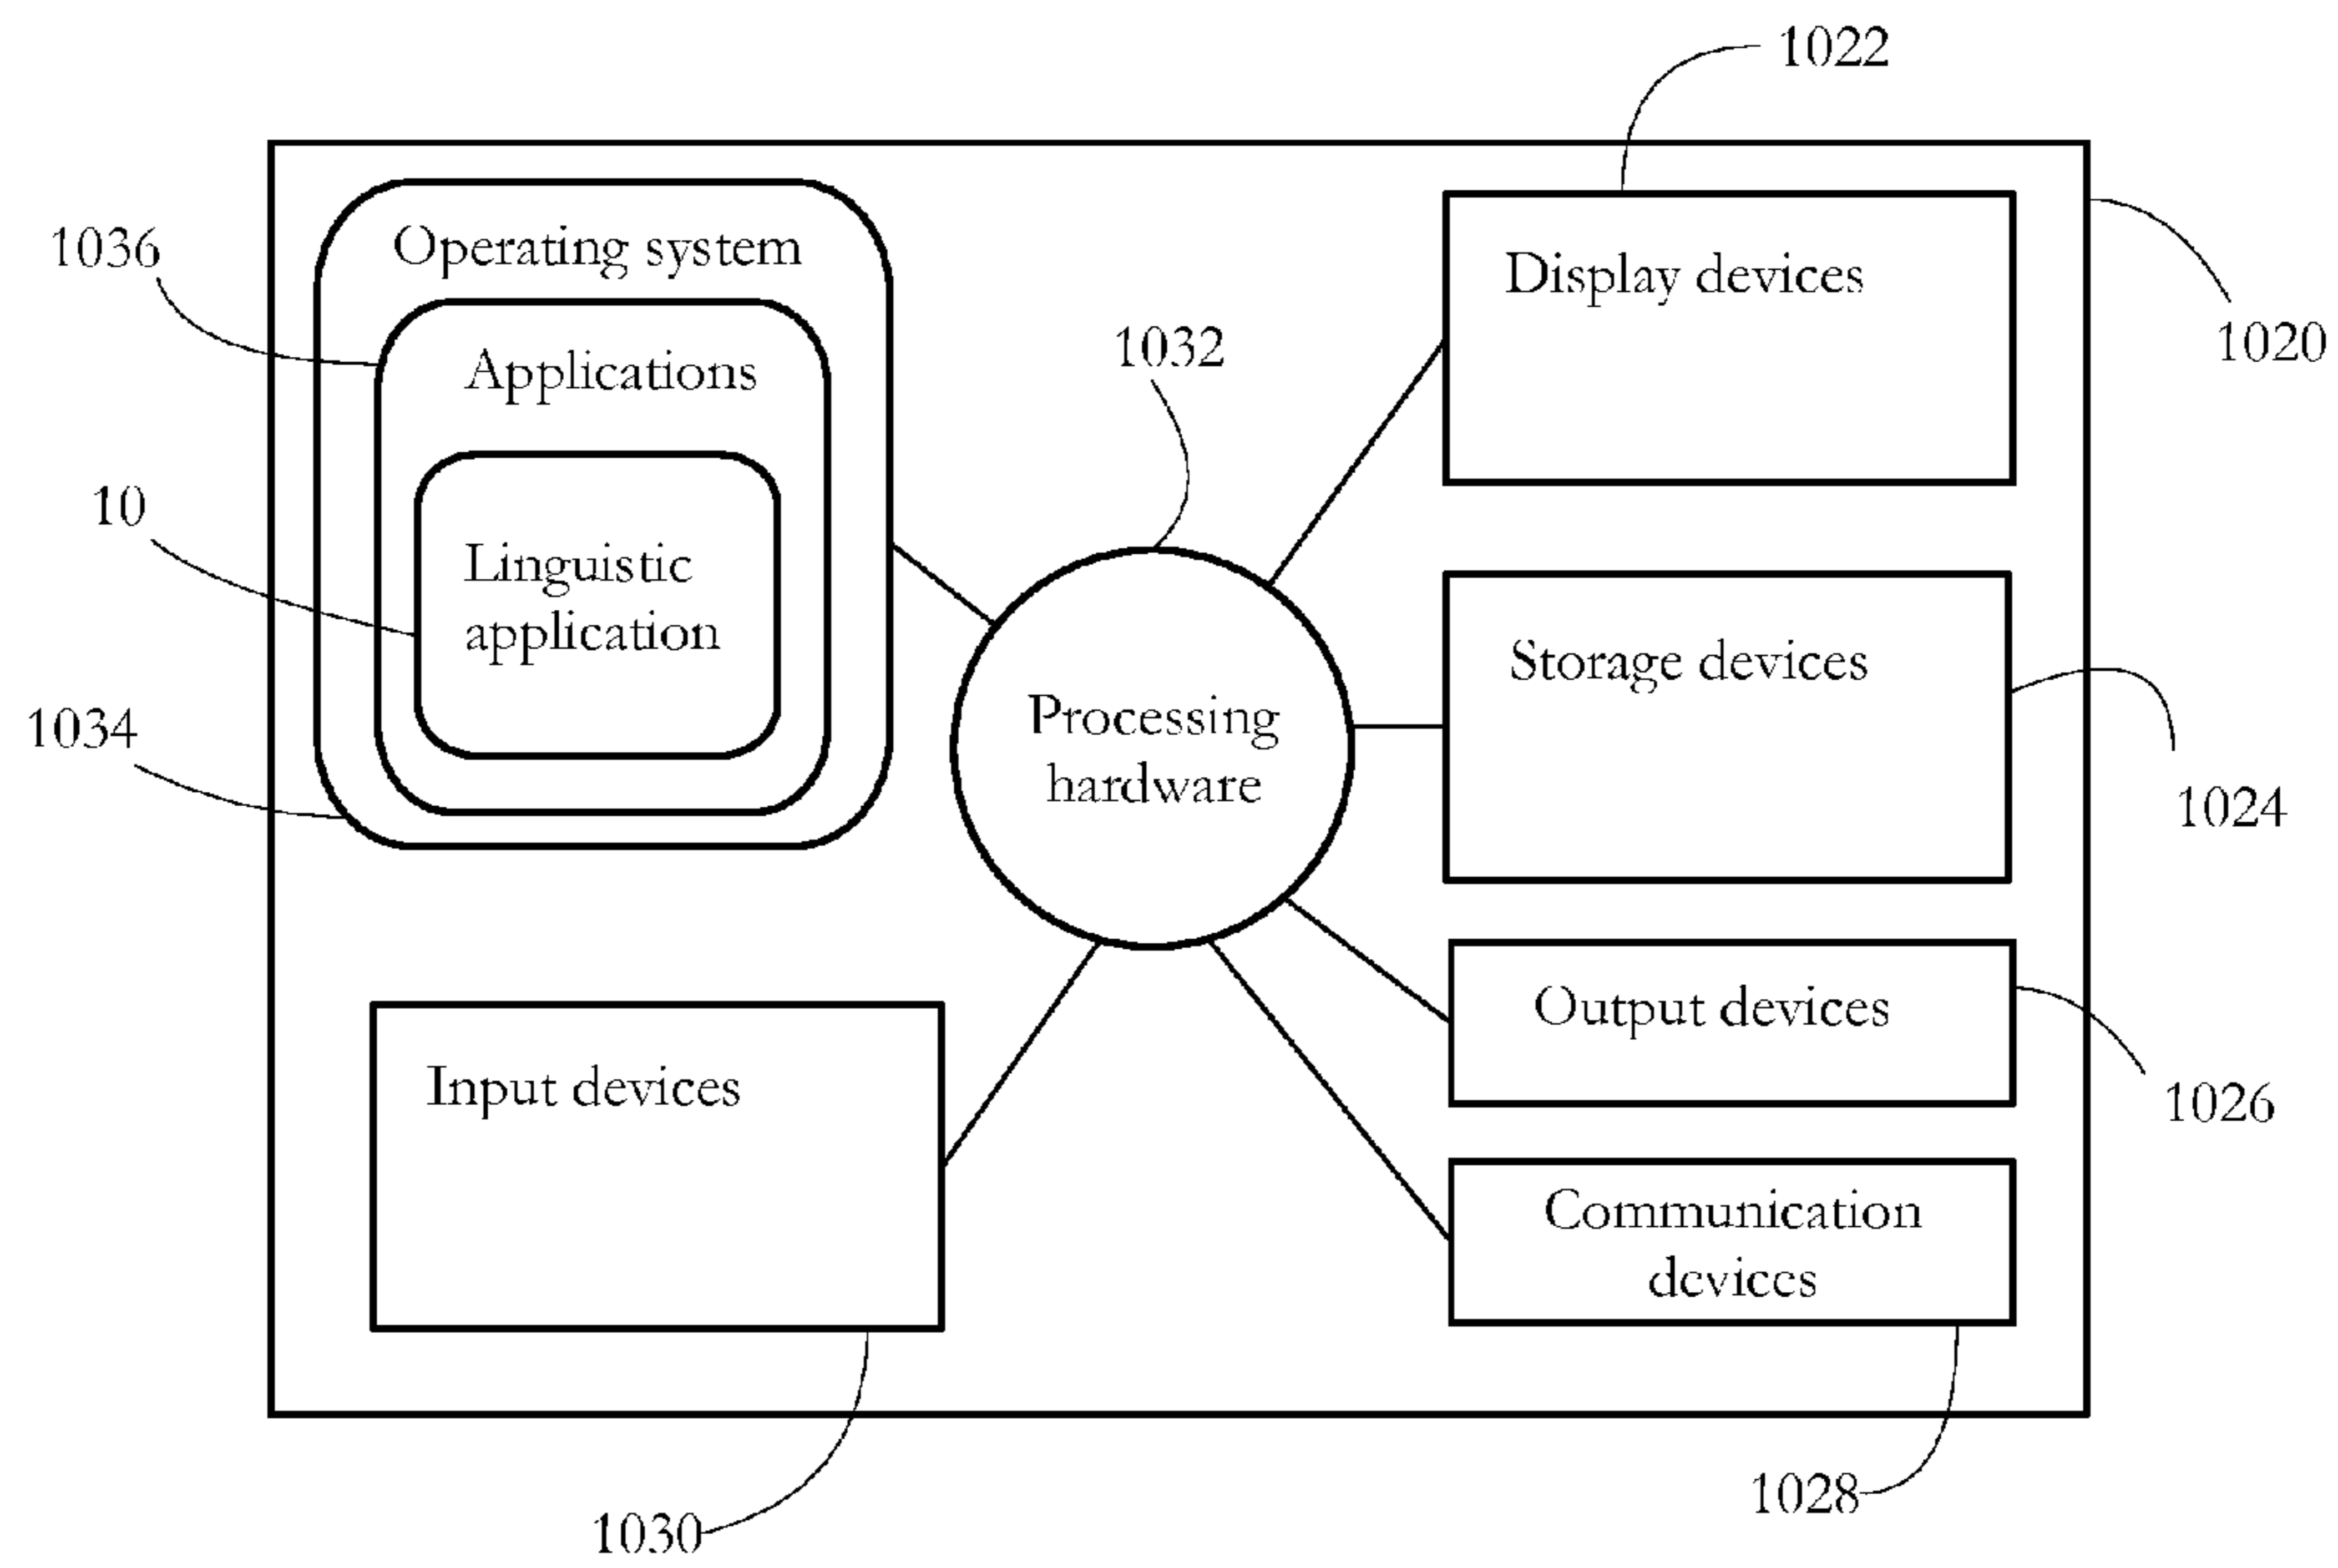 1022
1036
Operating system
Display devices
1020
1032
Applications
10
Linguistic
application
Storage devices
1034
Processing
hardware
1024
Output devices
Input devices
1026
Communication
devices
1028
1030